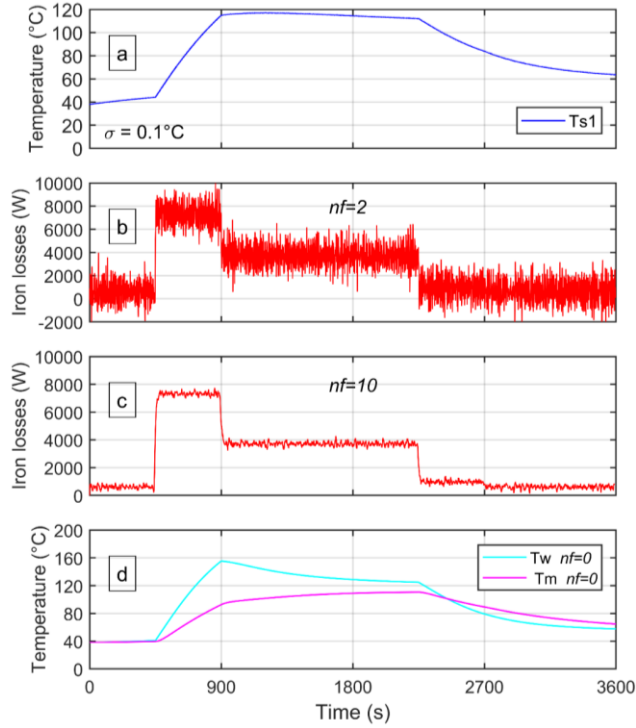 120
100
80
60
40
20
0
Temperature (°C)
a
σ = 0.1°C
Ts1
10000
8000
6000
4000
2000
0
-2000
Iron losses (W)
b
nf=2
10000
8000
6000
4000
2000
0
Iron losses (W)
c
nf=10
200
160
120
80
40
0
Temperature (°C)
d
Tw nf=0
Tm nf=0
0 900 1800 2700 3600
Time (s)